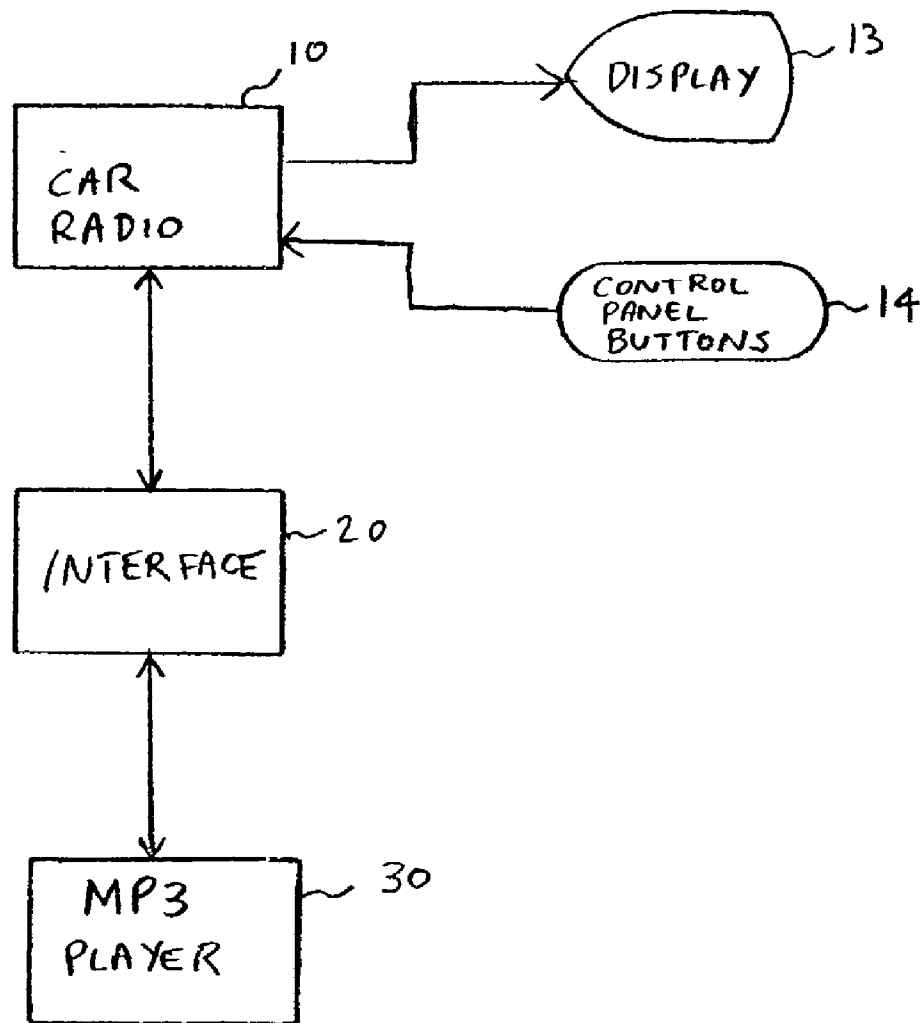 10
CAR
RADIO
DISPLAY
13
CONTROL
PANEL
BUTTONS
14
INTERFACE
20
MP3
PLAYER
30